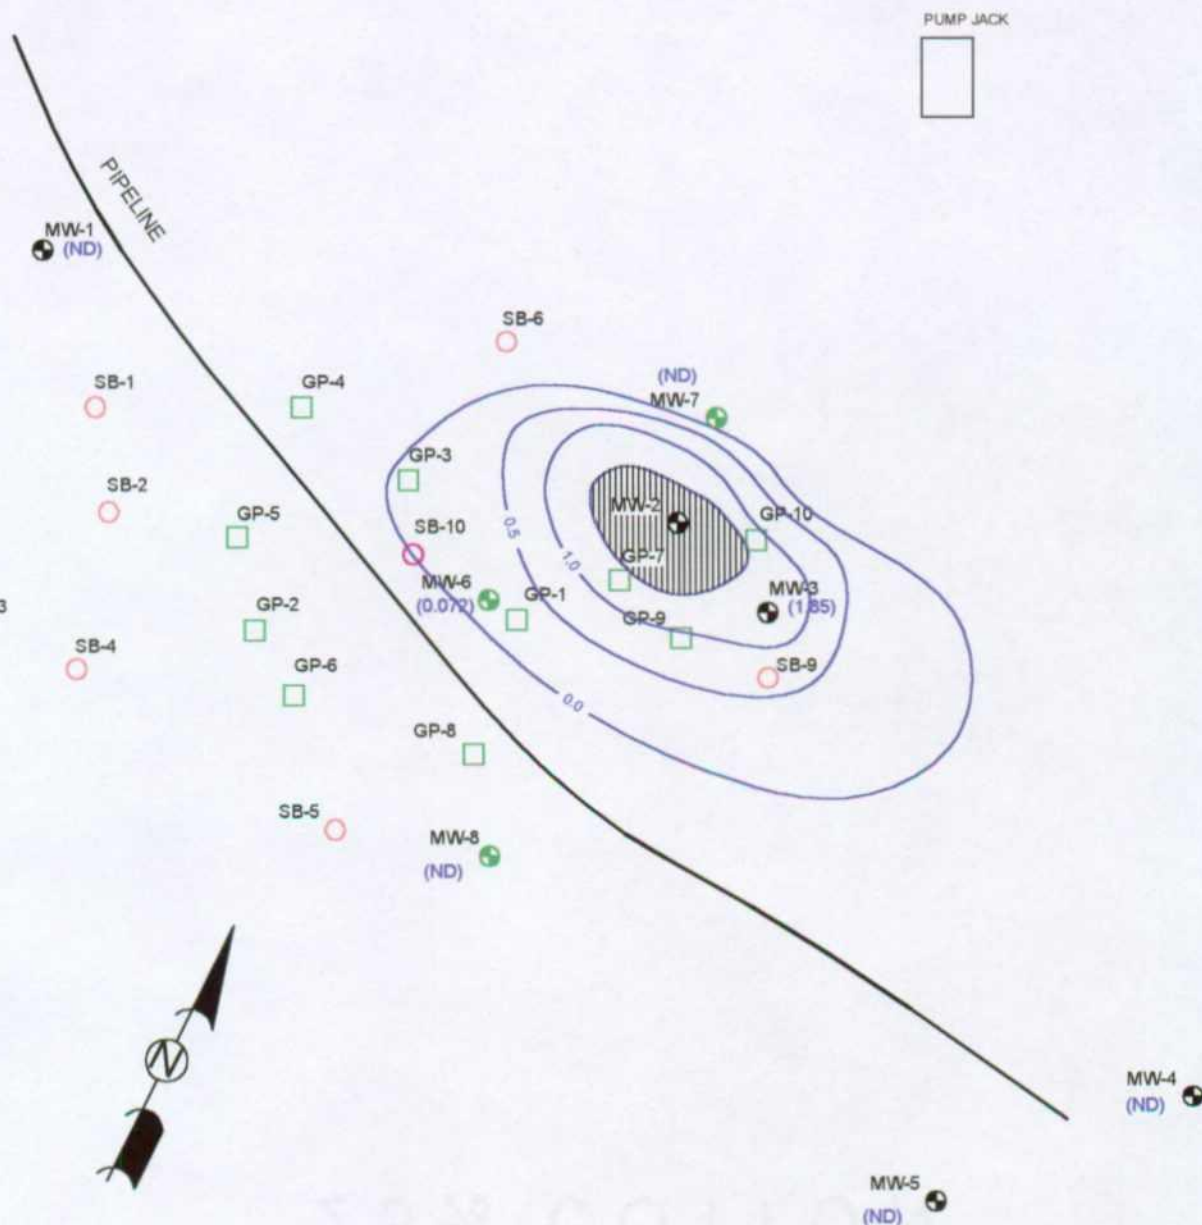 PUMP JACK
PIPELINE
MW-1
(ND)
SB-6
SB-1
GP-4
(ND)
MW-7
GP-3
SB-2
MW-2
GP-5
SB-10
0.5
GP-10
1.0
GP-7
MW-6
(0.072)
GP-1
MW-3
(1.85)
3
GP-2
GP-9
SB-4
GP-6
SB-9
0.0
GP-8
SB-5
MW-8
(ND)
N
MW-4
(ND)
MW-5
(ND)